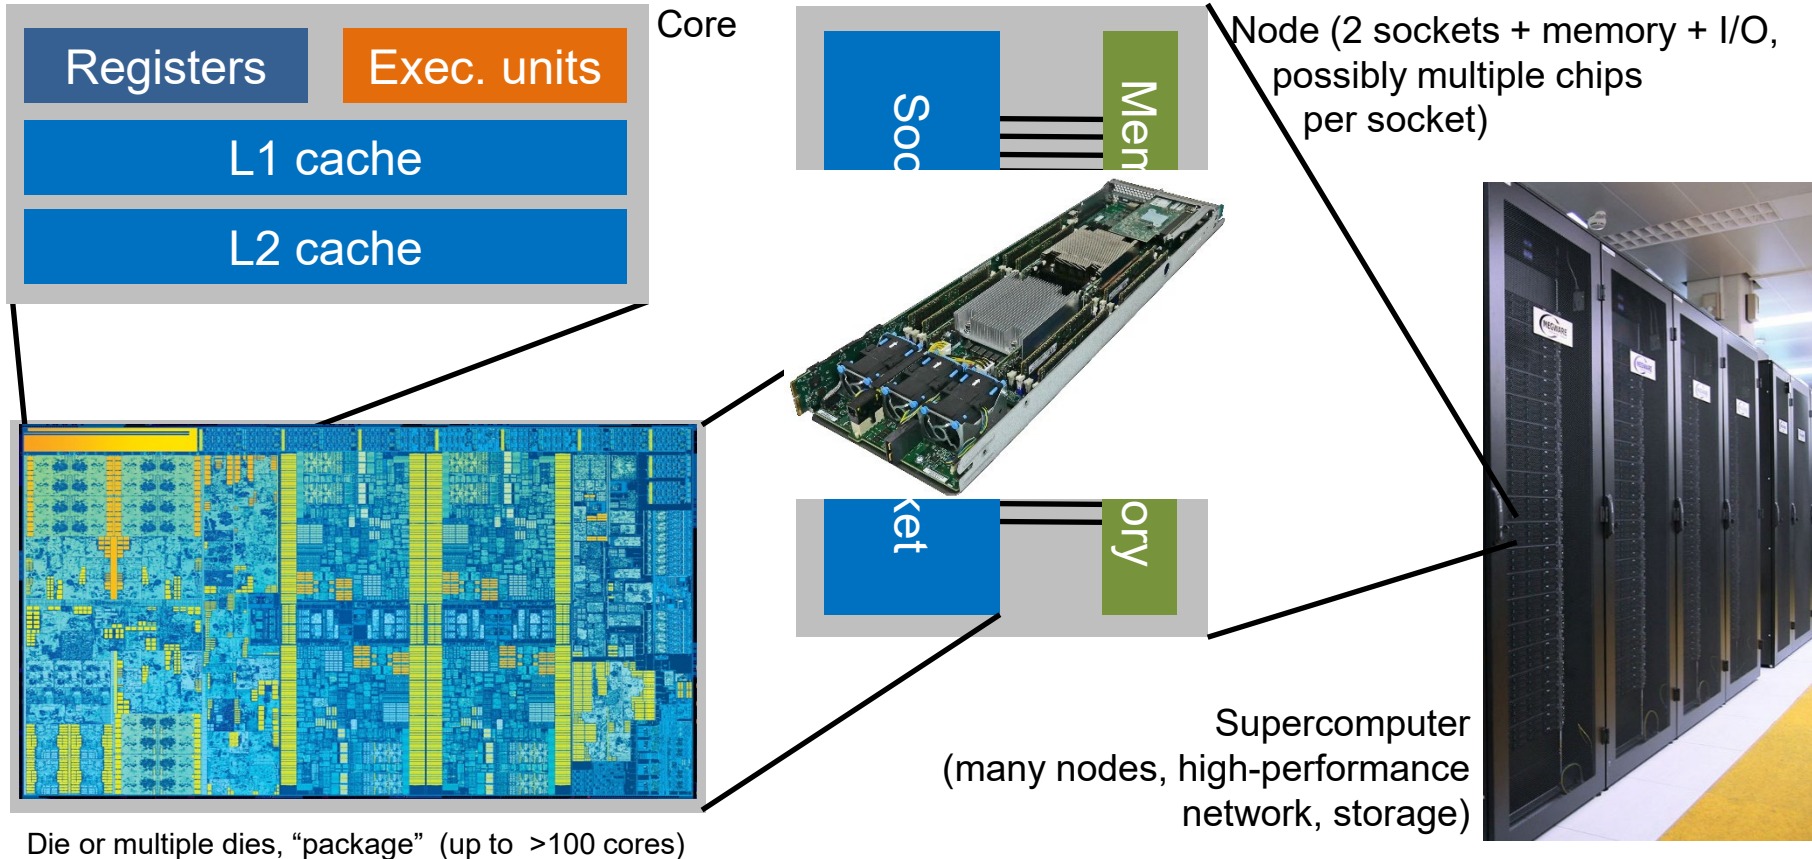 Core
Registers
Exec. units
L1 cache
L2 cache
Node (2 sockets + memory + I/O,
possibly multiple chips
per socket)
Soc
Mem
ket
ory
MEGWARE
Supercomputer
(many nodes, high-performance
network, storage)
Die or multiple dies, “package” (up to >100 cores)